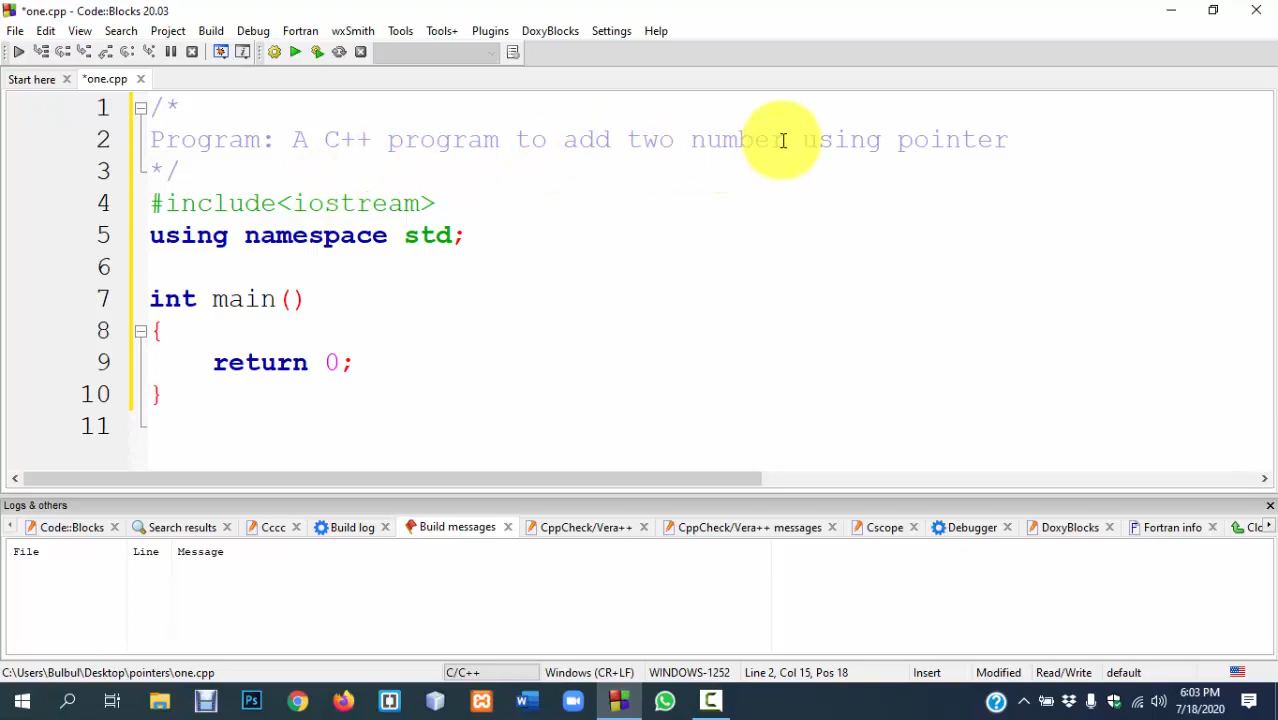 *one.cpp - Code::Blocks 20.03
File Edit View Search Project Build Debug Fortran wxSmith Tools Tools+ Plugins DoxyBlocks Settings Help
Start here *one.cpp
1 /*
2 Program: A C++ program to add two number using pointer
3 */
4 #include<iostream>
5 using namespace std;
6
7 int main()
8 {
9 return 0;
10 }
11
Logs & others
Code::Blocks Search results Cccc Build log Build messages CppCheck/Vera++ CppCheck/Vera++ messages Cscope Debugger DoxyBlocks Fortran info Clo
File Line Message
C:\Users\Bulbul\Desktop\pointers\one.cpp C/C++ Windows (CR+LF) WINDOWS-1252 Line 2, Col 15, Pos 18 Insert Modified Read/Write default
6:03 PM
7/18/2020